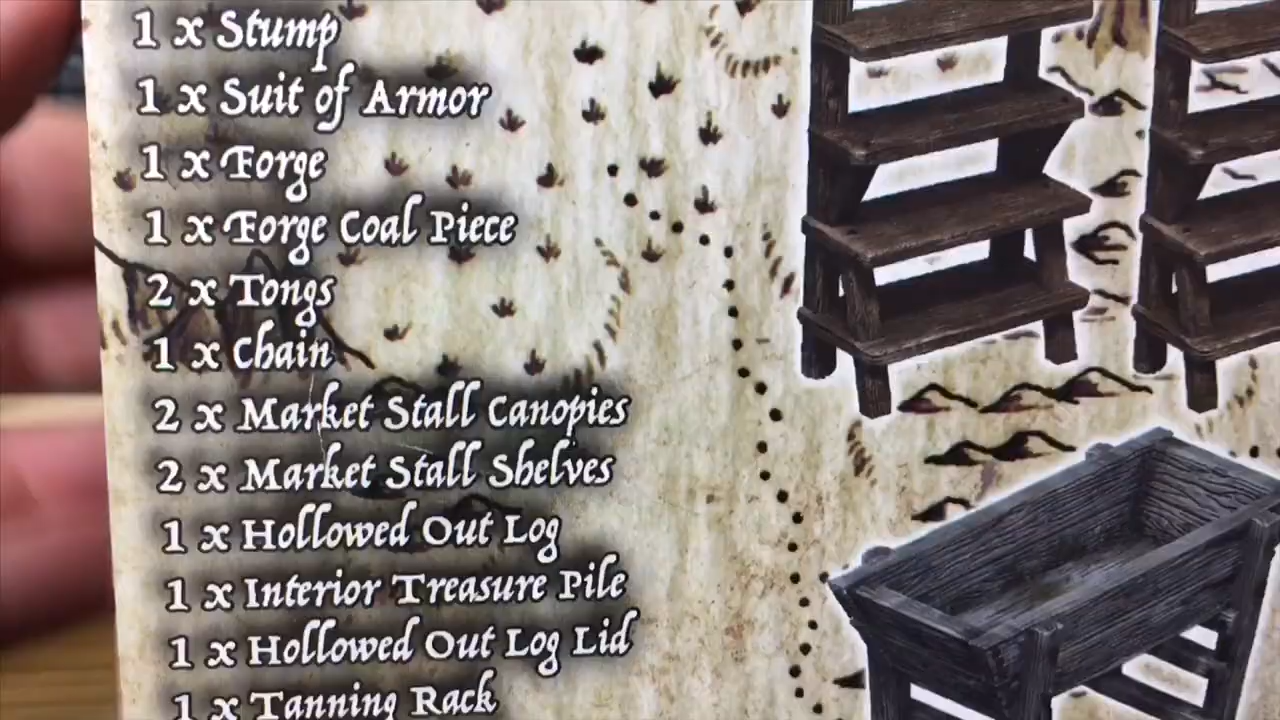 1 x Stump
1 x Suit of Armor
1 x Forge
1 x Forge Coal Piece
2 x Tongs
1 x Chain
2 x Market Stall Canopies
2 x Market Stall Shelves
1 x Hollowed Out Log
1 x Interior Treasure Pile
1 x Hollowed Out Log Lid
1 x Tanning Rack